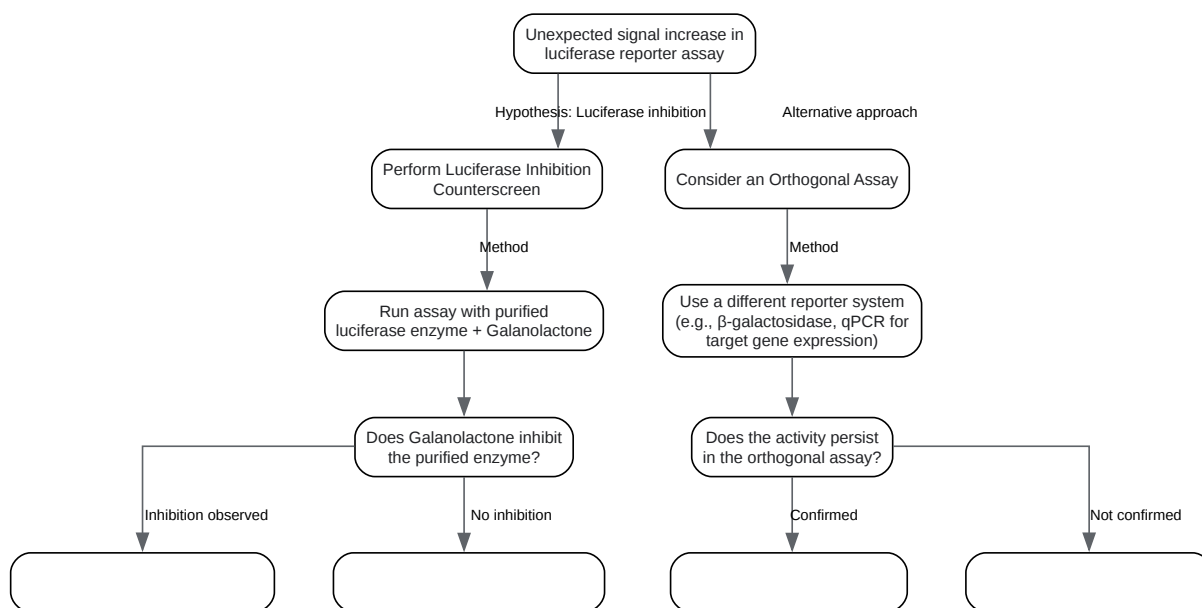 Unexpected signal increase in
luciferase reporter assay
Hypothesis: Luciferase inhibition
Alternative approach
Perform Luciferase Inhibition
Counterscreen
Consider an Orthogonal Assay
Method
Method
Run assay with purified
luciferase enzyme + Galanolactone
Use a different reporter system
(e.g., β-galactosidase, qPCR for
target gene expression)
Does Galanolactone inhibit
the purified enzyme?
Does the activity persist
in the orthogonal assay?
Inhibition observed
No inhibition
Confirmed
Not confirmed